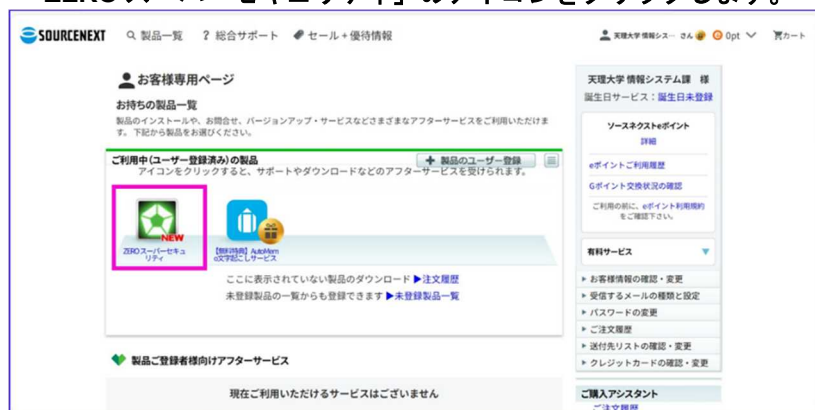 ZERO スーパーセキュリティ」のアイコンをクリックします。
SOURCENEXT
製品一覧
? 総合サポート
セール + 優待情報
天理大学 情報シス… さん
0pt
カート
お客様専用ページ
お持ちの製品一覧
製品のインストールや、お問合せ、バージョンアップ・サービスなどさまざまなアフターサービスをご利用いただけま
す。下記から製品をお選びください。
ご利用中(ユーザー登録済み)の製品
+ 製品のユーザー登録
アイコンをクリックすると、サポートやダウンロードなどのアフターサービスを受けられます。
NEW
ZERO スーパーセキュ
リティ
【無料特典】AutoMem
o文字起こしサービス
ここに表示されていない製品のダウンロード ▶注文履歴
未登録製品の一覧からも登録できます ▶未登録製品一覧
製品ご登録者様向けアフターサービス
現在ご利用いただけるサービスはございません
天理大学 情報システム課 様
誕生日サービス:誕生日未登録
ソースネクストeポイント
詳細
eポイントご利用履歴
Gポイント交換状況の確認
ご利用の前に、eポイント利用規約
をご確認下さい。
有料サービス
お客様情報の確認・変更
受信するメールの種類と設定
パスワードの変更
ご注文履歴
送付先リストの確認・変更
クレジットカードの確認・変更
ご購入アシスタント
ご注文履歴